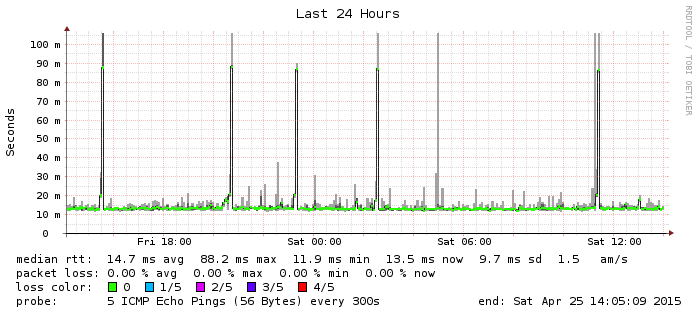 Last 24 Hours
RRDTOOL / TOBI OETIKER
Seconds
100 m
90 m
80 m
70 m
60 m
50 m
40 m
30 m
20 m
10 m
0
Fri 18:00 Sat 00:00 Sat 06:00 Sat 12:00
median rtt: 14.7 ms avg 88.2 ms max 11.9 ms min 13.5 ms now 9.7 ms sd 1.5 am/s
packet loss: 0.00 % avg 0.00 % max 0.00 % min 0.00 % now
loss color: 0 1/5 2/5 3/5 4/5
probe: 5 ICMP Echo Pings (56 Bytes) every 300s end: Sat Apr 25 14:05:09 2015